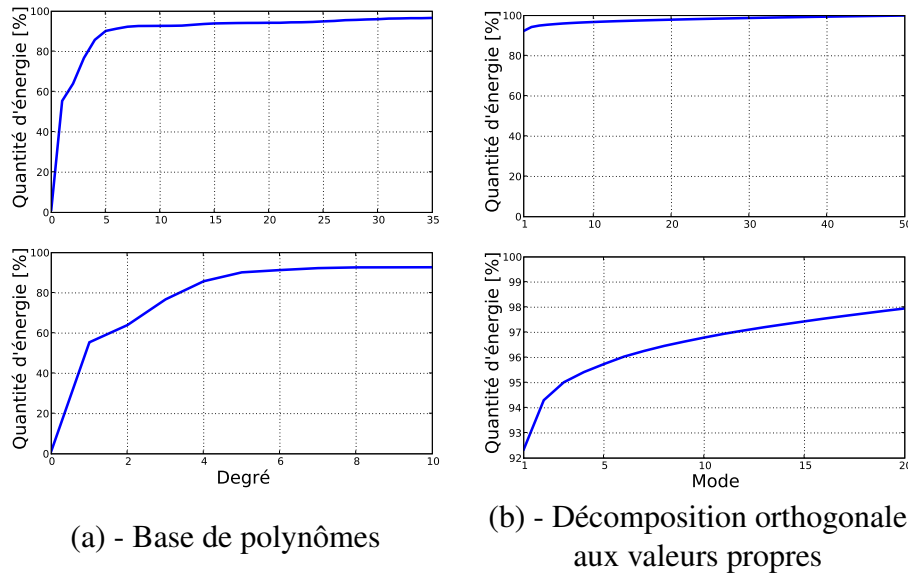 Quantité d'énergie [%]
100
80
60
40
20
0
0 5 10 15 20 25 30 35
Quantité d'énergie [%]
100
80
60
40
20
0
1 10 20 30 40 50
Quantité d'énergie [%]
100
80
60
40
20
0
0 2 4 6 8 10
Degré
Quantité d'énergie [%]
100
99
98
97
96
95
94
93
92
1 5 10 15 20
Mode
(a) - Base de polynômes
(b) - Décomposition orthogonale
aux valeurs propres